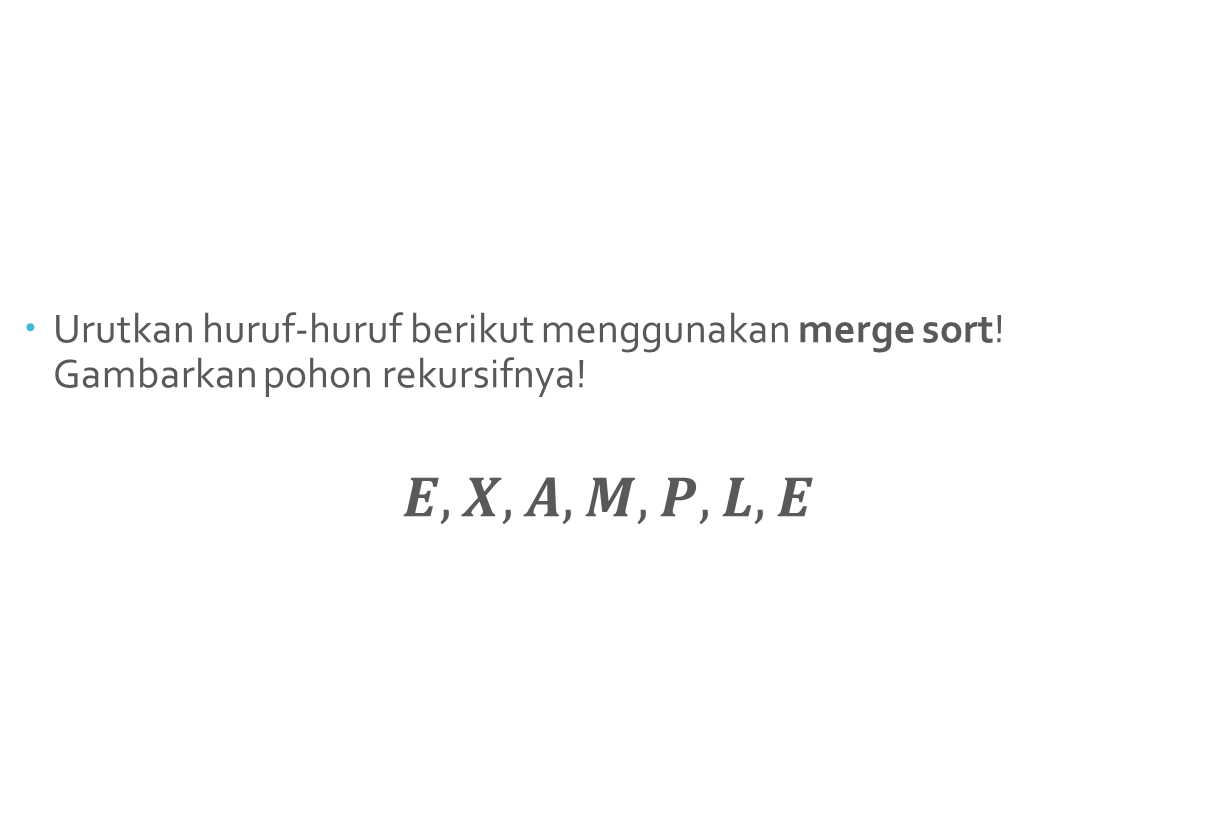 • Urutkan huruf-huruf berikut menggunakan merge sort!
Gambarkan pohon rekursifnya!
E, X, A, M, P, L, E